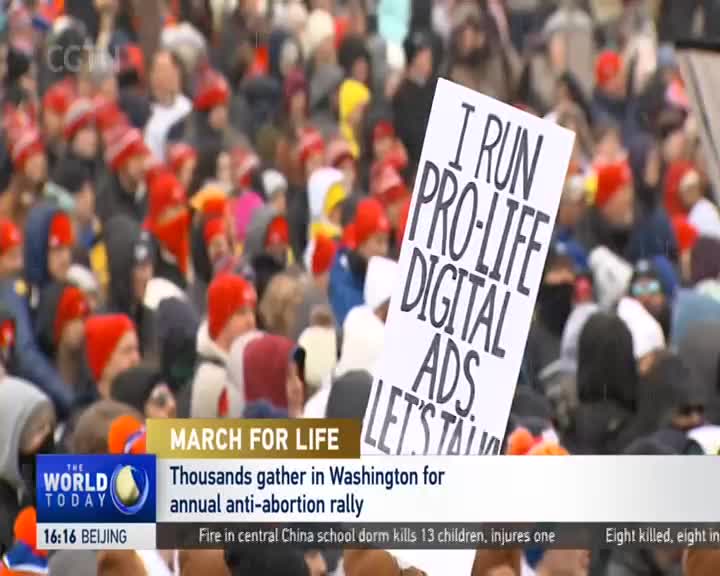 CGTN
I RUN
PRO-LIFE
DIGITAL
ADS.
LET'S TALK
MARCH FOR LIFE
THE
WORLD
TODAY
Thousands gather in Washington for
annual anti-abortion rally
16:16 BEIJING
Fire in central China school dorm kills 13 children, injures one
Eight killed, eight in